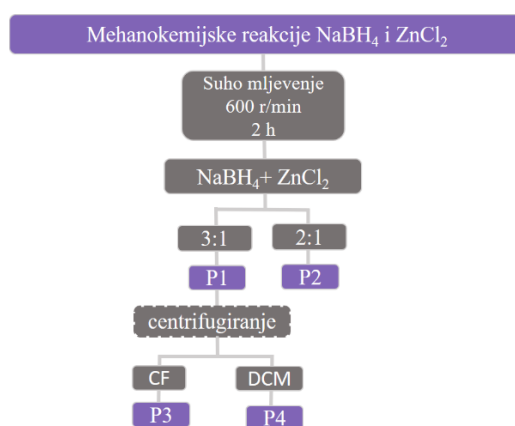 Mehanokemijske reakcije NaBH₄ i ZnCl₂
Suho mljevenje
600 r/min
2 h
NaBH₄+ ZnCl₂
3:1
2:1
P1
P2
centrifugiranje
CF
DCM
P3
P4